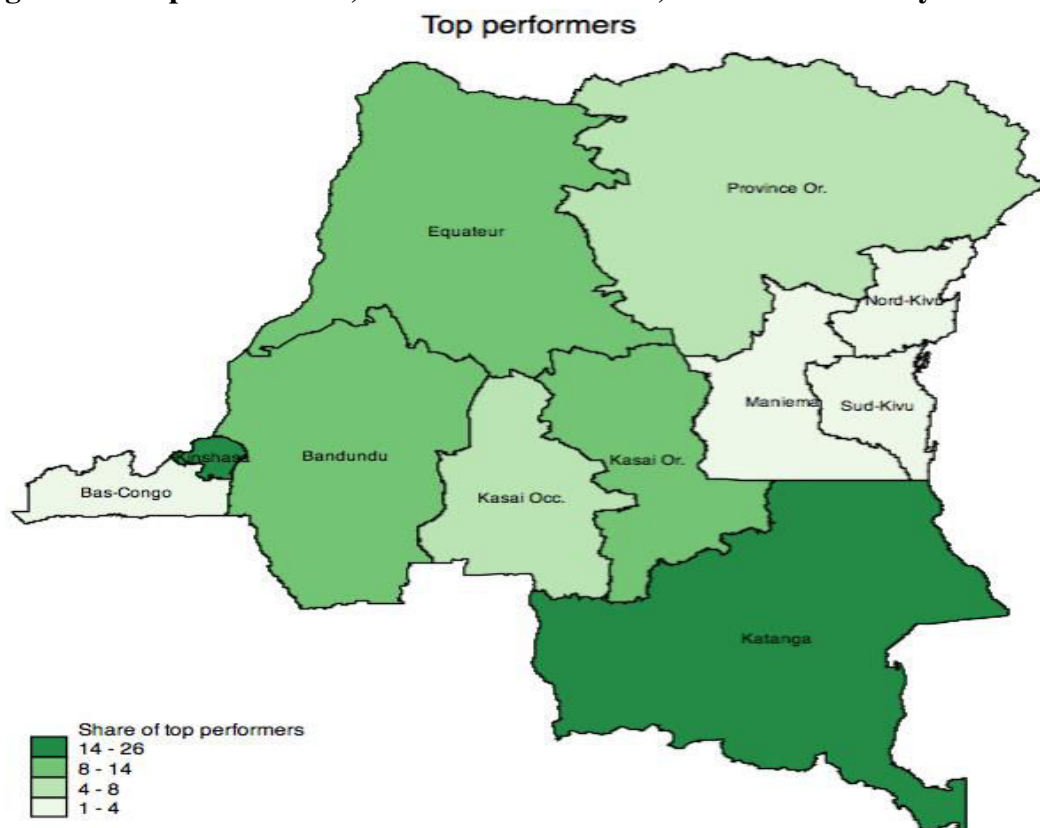 Top performers
Province Or.
Equateur
Nord-Kivu
Maniema
Sud-Kivu
Kinshasa
Bandundu
Kasai Or.
Bas-Congo
Kasai Occ.
Katanga
Share of top performers
14 - 26
8 - 14
4 - 8
1 - 4